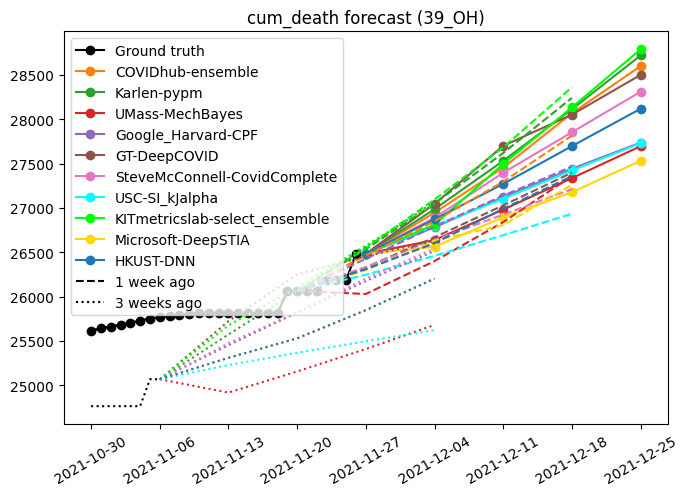 cum_death forecast (39_OH)
Ground truth
COVIDhub-ensemble
Karlen-pypm
UMass-MechBayes
Google_Harvard-CPF
GT-DeepCOVID
SteveMcConnell-CovidComplete
USC-SI_kJalpha
KITmetricslab-select_ensemble
Microsoft-DeepSTIA
HKUST-DNN
1 week ago
3 weeks ago
28500
28000
27500
27000
26500
26000
25500
25000
2021-10-30
2021-11-06
2021-11-13
2021-11-20
2021-11-27
2021-12-04
2021-12-11
2021-12-18
2021-12-25